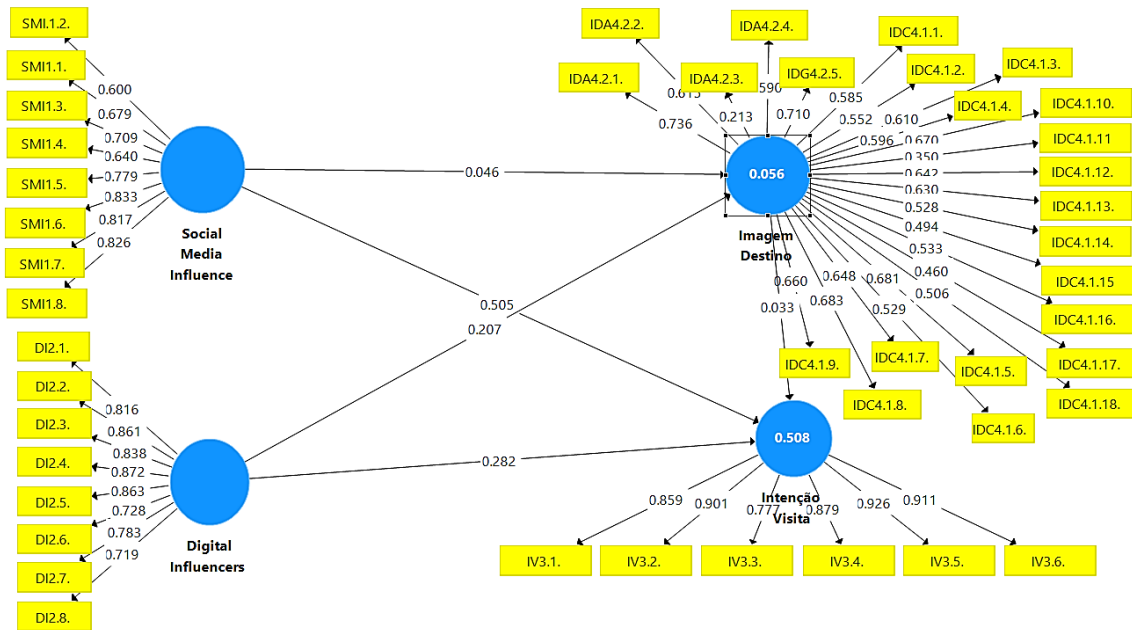 SMI.1.2.
SMI1.1.
SMI1.3.
SMI1.4.
SMI1.5.
SMI1.6.
SMI1.7.
SMI1.8.
0.600
0.679
0.709
0.640
0.779
0.833
0.817
0.826
Social
Media
Influence
DI2.1.
DI2.2.
DI2.3.
DI2.4.
DI2.5.
DI2.6.
DI2.7.
DI2.8.
0.816
0.861
0.838
0.872
0.863
0.728
0.783
0.719
Digital
Influencers
0.046
0.505
0.207
0.282
IDA4.2.2.
IDA4.2.4.
IDC4.1.1.
IDA4.2.1.
IDA4.2.3.
IDG4.2.5.
IDC4.1.2.
IDC4.1.3.
IDC4.1.4.
IDC4.1.10.
IDC4.1.11
IDC4.1.12.
IDC4.1.13.
IDC4.1.14.
IDC4.1.15
IDC4.1.16.
IDC4.1.17.
IDC4.1.18.
0.736
0.213
0.710
0.585
0.552
0.610
0.596
0.670
0.350
0.642
0.630
0.528
0.494
0.533
0.460
0.506
0.056
Imagem
Destino
0.660
0.033
0.648
0.683
0.681
0.529
IDC4.1.9.
IDC4.1.7.
IDC4.1.5.
IDC4.1.8.
IDC4.1.6.
0.508
Intenção
Visita
0.859
0.901
0.777
0.879
0.926
0.911
IV3.1.
IV3.2.
IV3.3.
IV3.4.
IV3.5.
IV3.6.